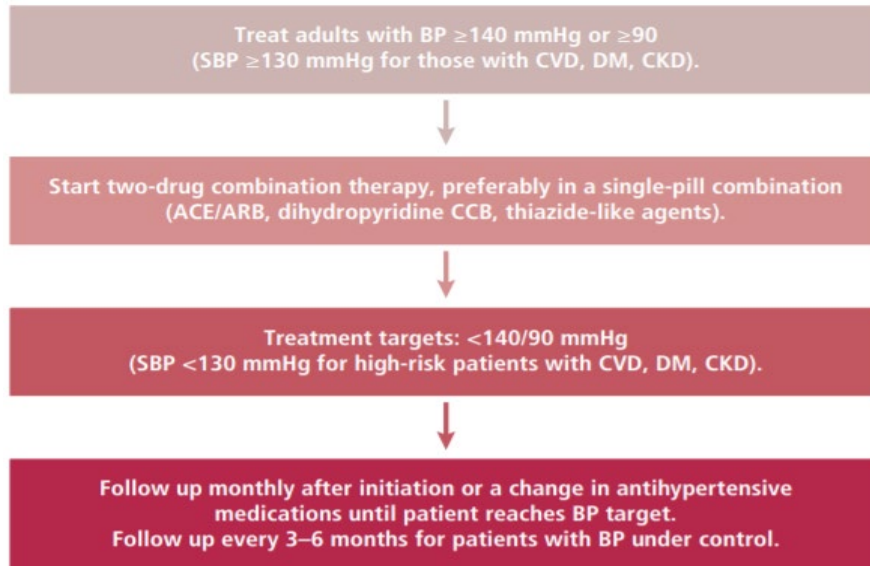 Treat adults with BP ≥140 mmHg or ≥90
(SBP ≥130 mmHg for those with CVD, DM, CKD).
Start two-drug combination therapy, preferably in a single-pill combination
(ACE/ARB, dihydropyridine CCB, thiazide-like agents).
Treatment targets: <140/90 mmHg
(SBP <130 mmHg for high-risk patients with CVD, DM, CKD).
Follow up monthly after initiation or a change in antihypertensive
medications until patient reaches BP target.
Follow up every 3–6 months for patients with BP under control.